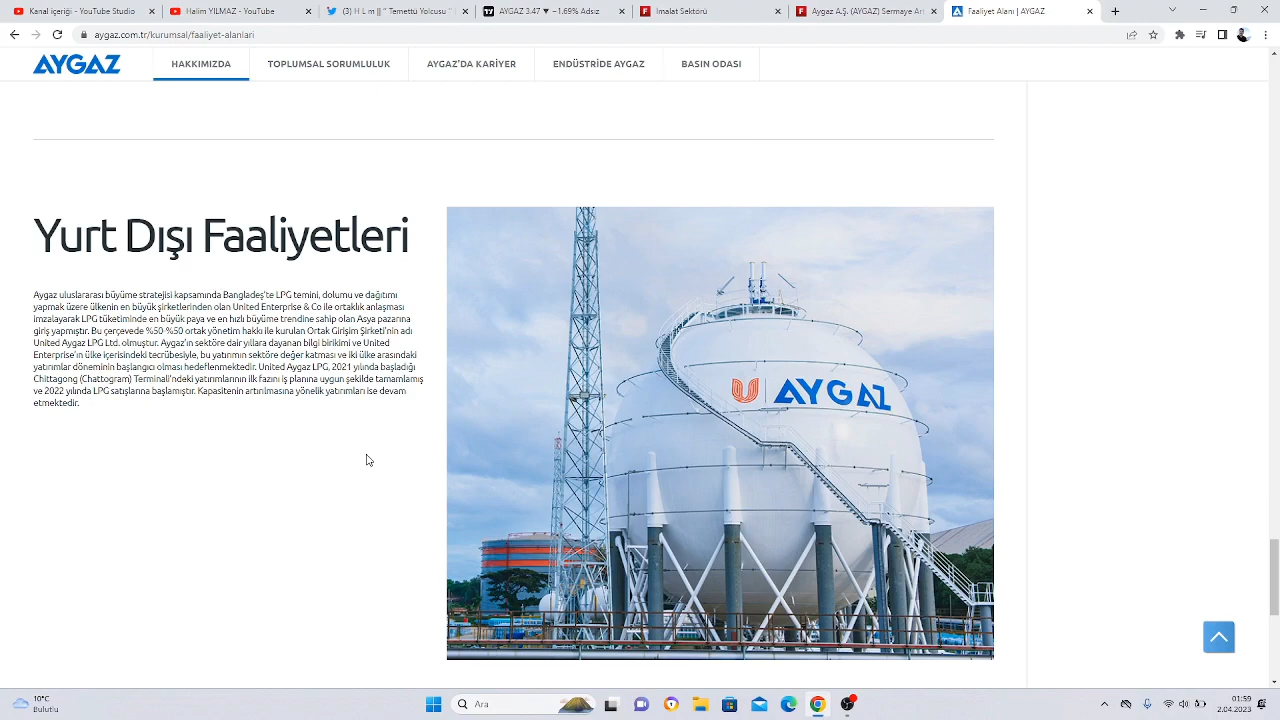 Kanal içeriği - YouTube Studio
Halim YILMAZ - YouTube
(3) H L m || " Temettü Yolcusu "
AYGAZ 3.47 ▼ −1.69% Adsız
İmalat Sektörü
Aygaz A.Ş. (AYGAZ) Sermaye Art
Faaliyet Alanı | AYGAZ
aygaz.com.tr/kurumsal/faaliyet-alanlari
AYGAZ
HAKKIMIZDA
TOPLUMSAL SORUMLULUK
AYGAZ'DA KARİYER
ENDÜSTRİDE AYGAZ
BASIN ODASI
Yurt Dışı Faaliyetleri
Aygaz uluslararası büyüme stratejisi kapsamında Bangladeş'te LPG temini, dolumu ve dağıtımı
yapmak üzere ülkenin en büyük şirketlerinden olan United Enterprise & Co ile ortaklık anlaşması
imzalayarak LPG tüketiminde en büyük paya ve en hızlı büyüme trendine sahip olan Asya pazarına
giriş yapmıştır. Bu çerçevede %50-%50 ortak yönetim hakkı ile kurulan Ortak Girişim Şirketi'nin adı
United Aygaz LPG Ltd. olmuştur. Aygaz'ın sektöre dair yıllara dayanan bilgi birikimi ve United
Enterprise'ın ülke içerisindeki tecrübesiyle, bu yatırımın sektöre değer katması ve iki ülke arasındaki
yatırımlar döneminin başlangıcı olması hedeflenmektedir. United Aygaz LPG, 2021 yılında başladığı
Chittagong (Chattogram) Terminali'ndeki yatırımlarının ilk fazını iş planına uygun şekilde tamamlamış
ve 2022 yılında LPG satışlarına başlamıştır. Kapasitenin artırılmasına yönelik yatırımları ise devam
etmektedir.
AYGAZ
10°C
Bulutlu
Ara
01:59
2.04.2023